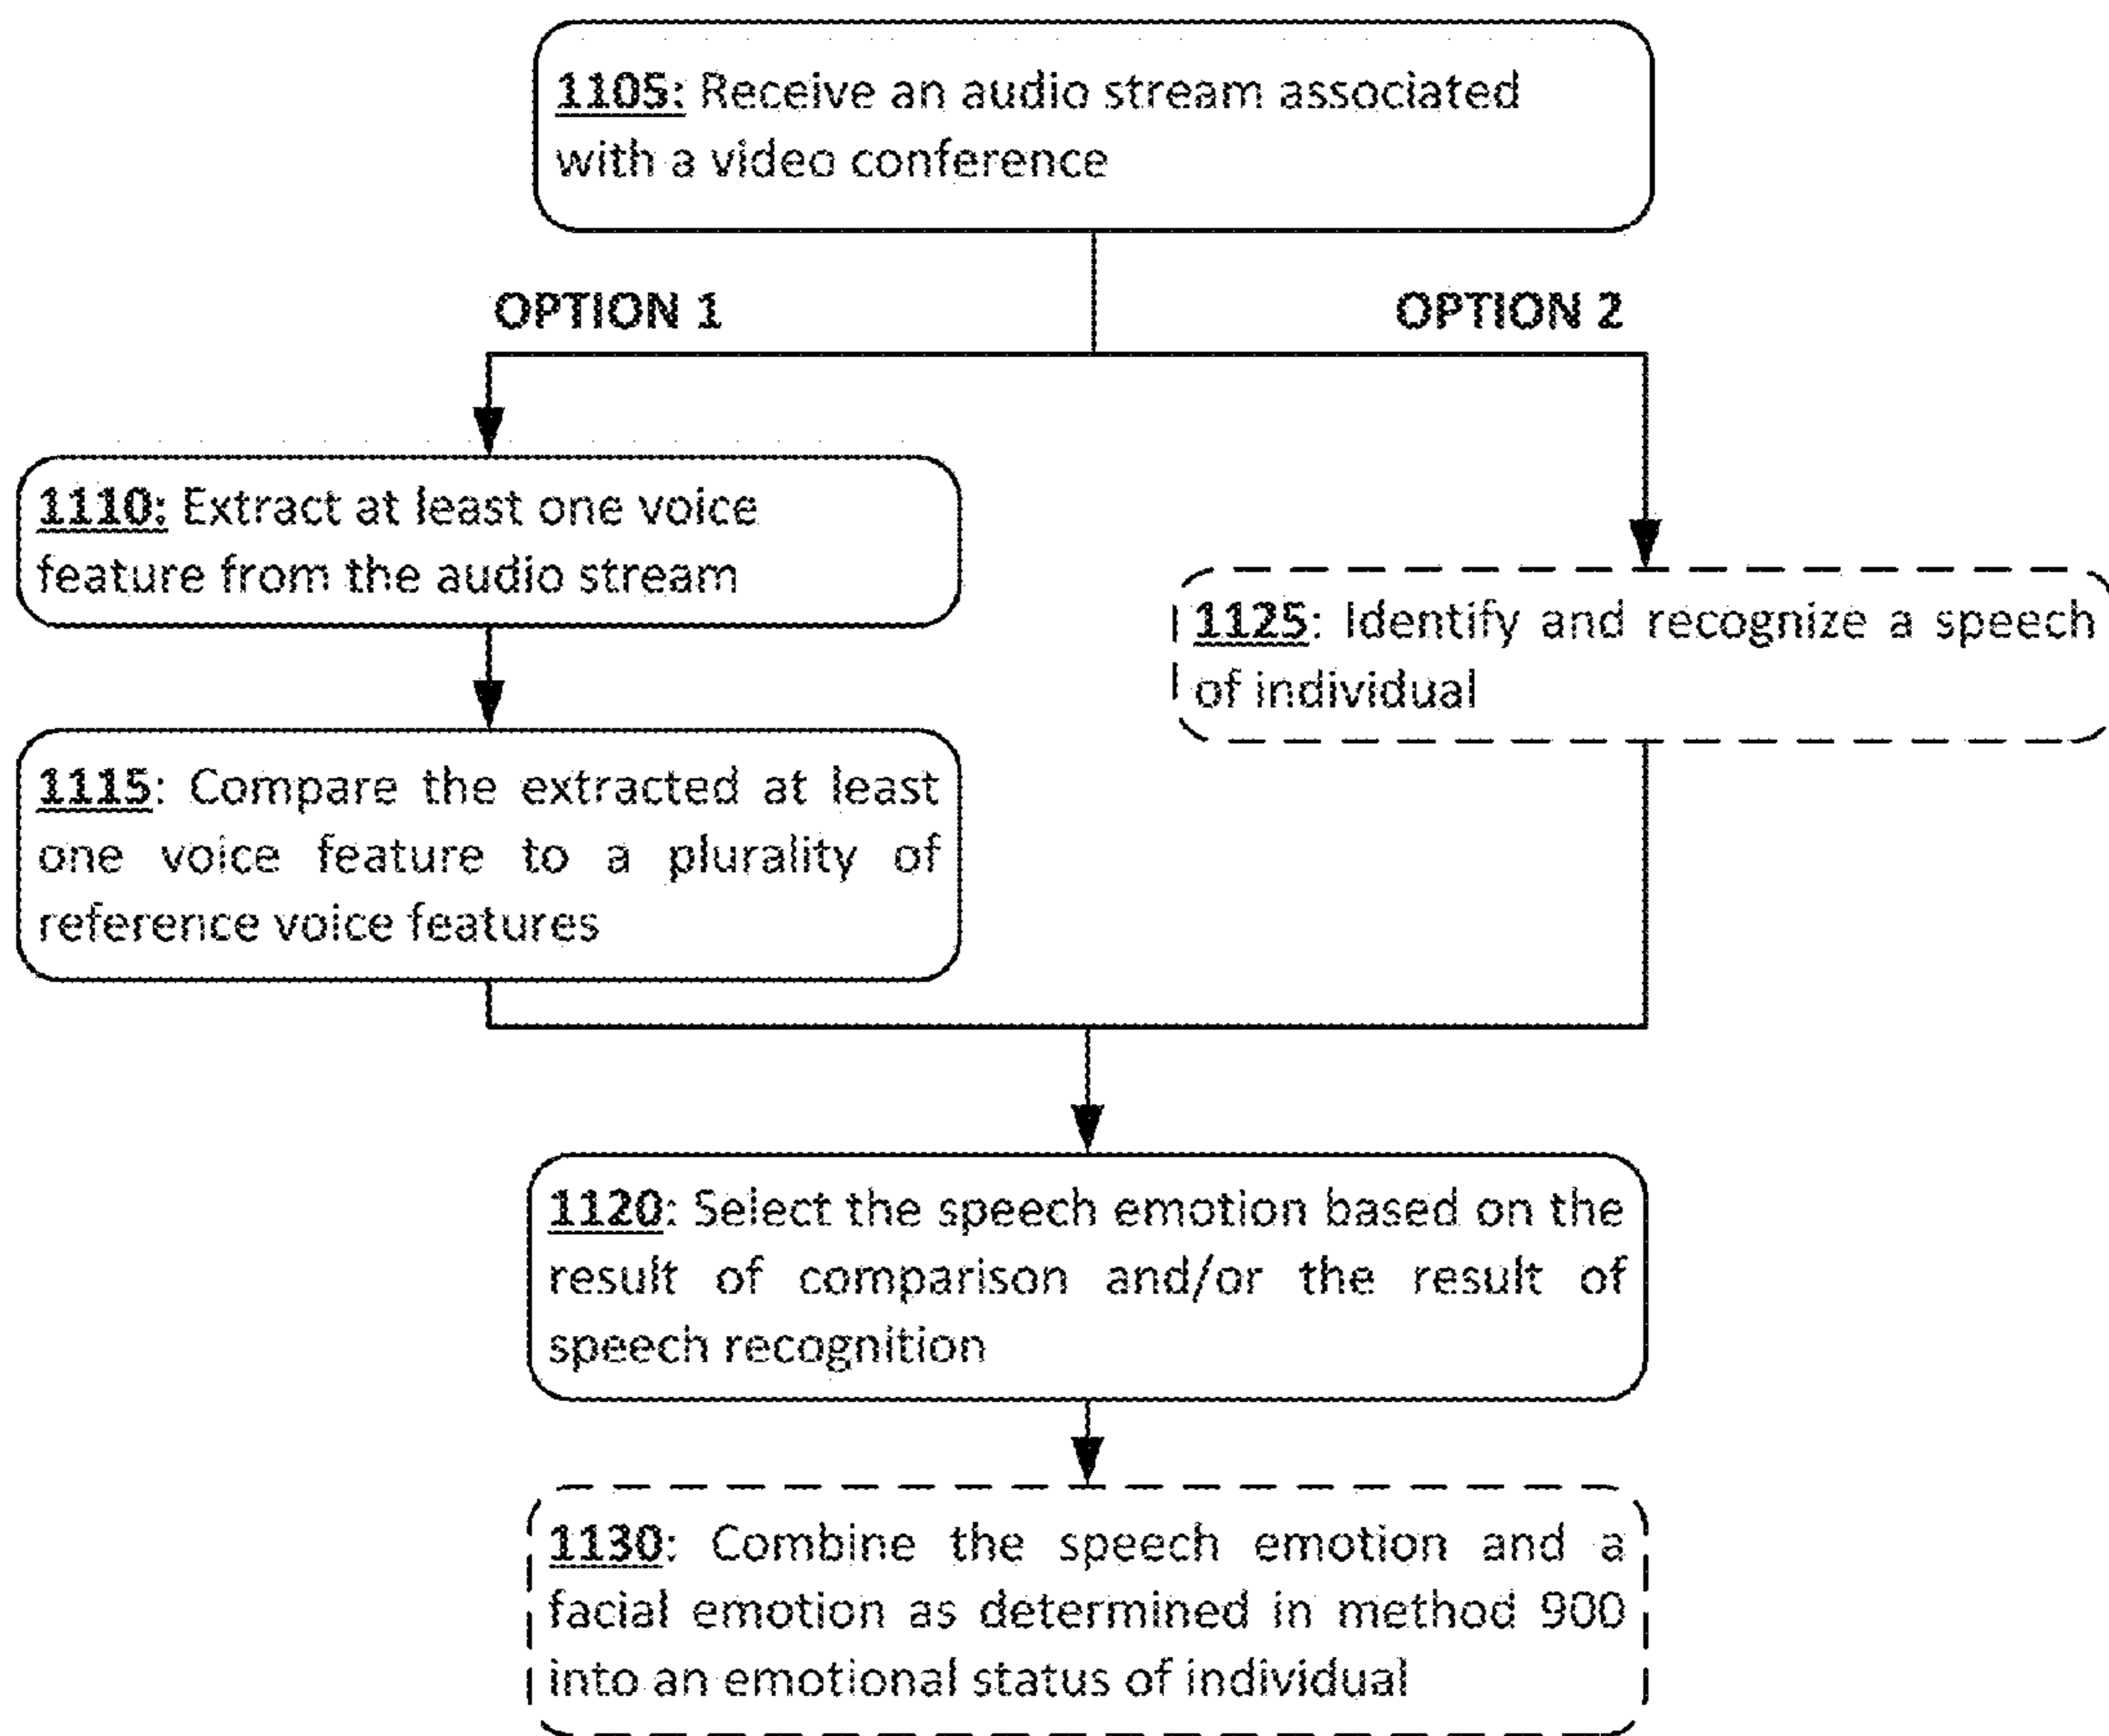 1105: Receive an audio stream associated
with a video conference
OPTION 1
OPTION 2
1110: Extract at least one voice
feature from the audio stream
1125: Identify and recognize a speech
of individual
1115: Compare the extracted at least
one voice feature to a plurality of
reference voice features
1120: Select the speech emotion based on the
result of comparison and/or the result of
speech recognition
1130: Combine the speech emotion and a
facial emotion as determined in method 900
into an emotional status of individual